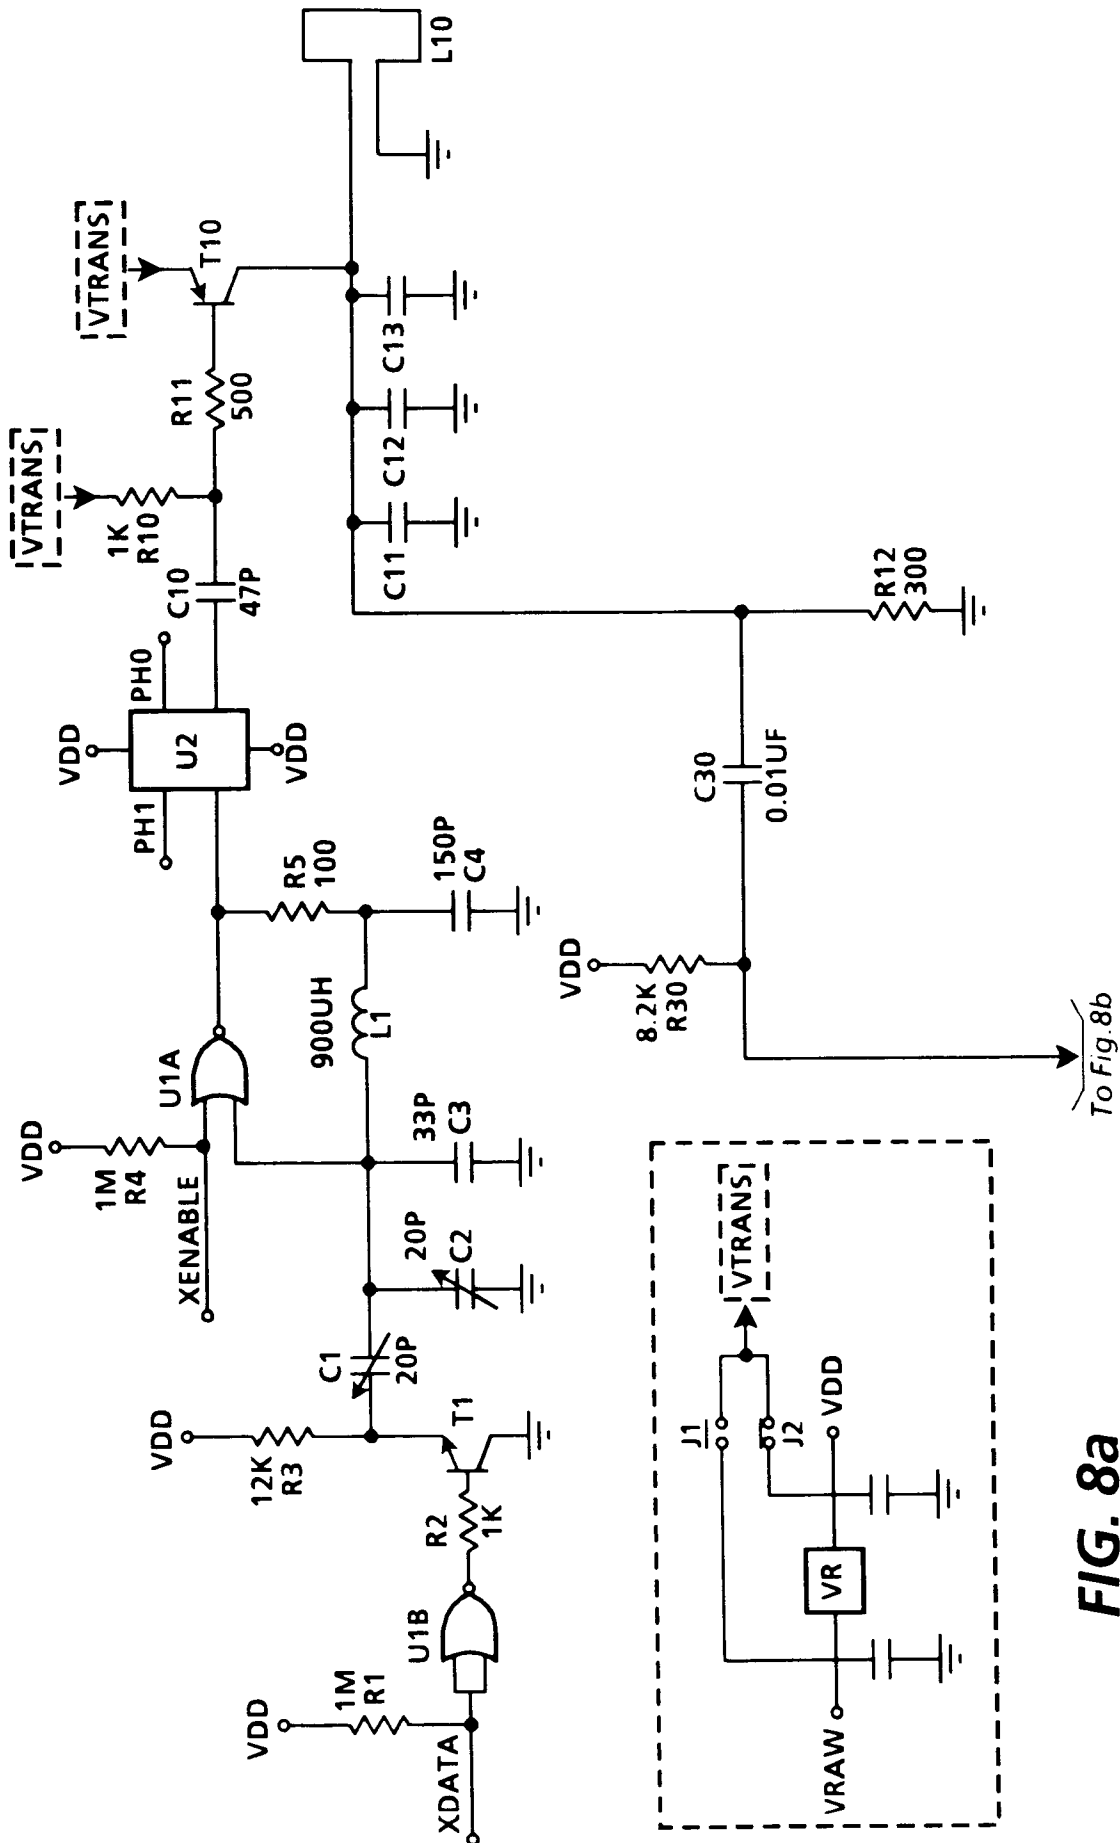 VTRANS
VTRANS
1K
R10
R11
500
T10
L10
VDD
PH0
PH1
U2
VDD
C10
47P
C11
C12
C13
VDD
1M
R4
XENABLE
U1A
R5
100
900UH
L1
150P
C4
33P
C3
20P
C2
C1
20P
VDD
12K
R3
T1
R2
1K
U1B
VDD
1M
R1
XDATA
R12
300
C30
0.01UF
VDD
8.2K
R30
To Fig.8b
VTRANS
J1
J2
VDD
VR
VRAW
FIG. 8a